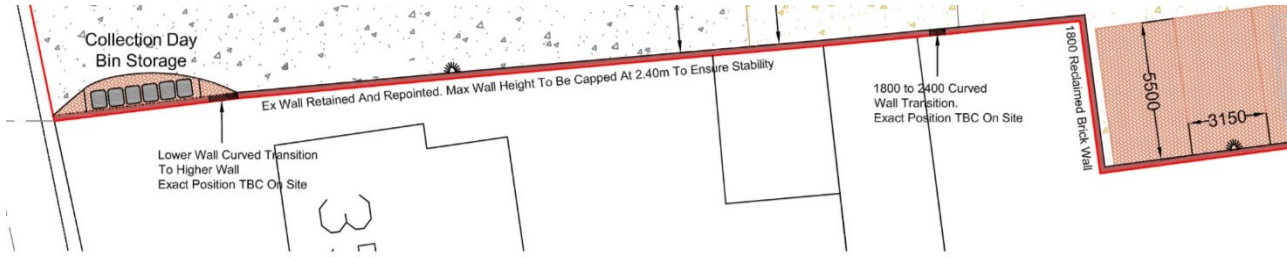 Collection Day
Bin Storage
Ex Wall Retained And Repointed. Max Wall Height To Be Capped At 2.40m To Ensure Stability
Lower Wall Curved Transition
To Higher Wall
Exact Position TBC On Site
1800 to 2400 Curved
Wall Transition.
Exact Position TBC On Site
1800 Reclaimed Brick Wall
5500
3150